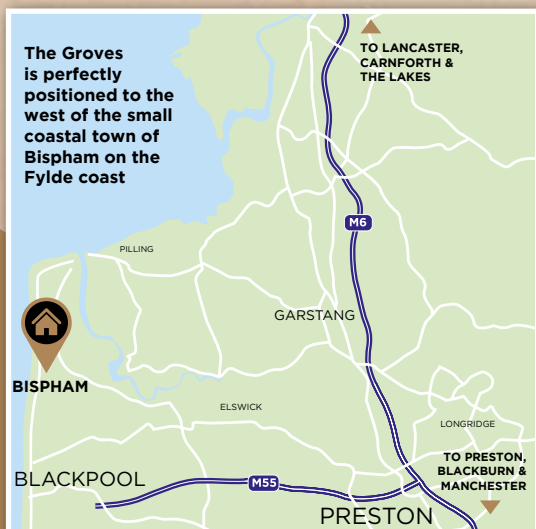 The Groves
is perfectly
positioned to the
west of the small
coastal town of
Bispham on the
Fylde coast
TO LANCASTER,
CARNFORTH &
THE LAKES
M6
PILLING
GARSTANG
BISPHAM
ELSWICK
LONGRIDGE
TO PRESTON,
BLACKBURN &
MANCHESTER
BLACKPOOL
M55
PRESTON